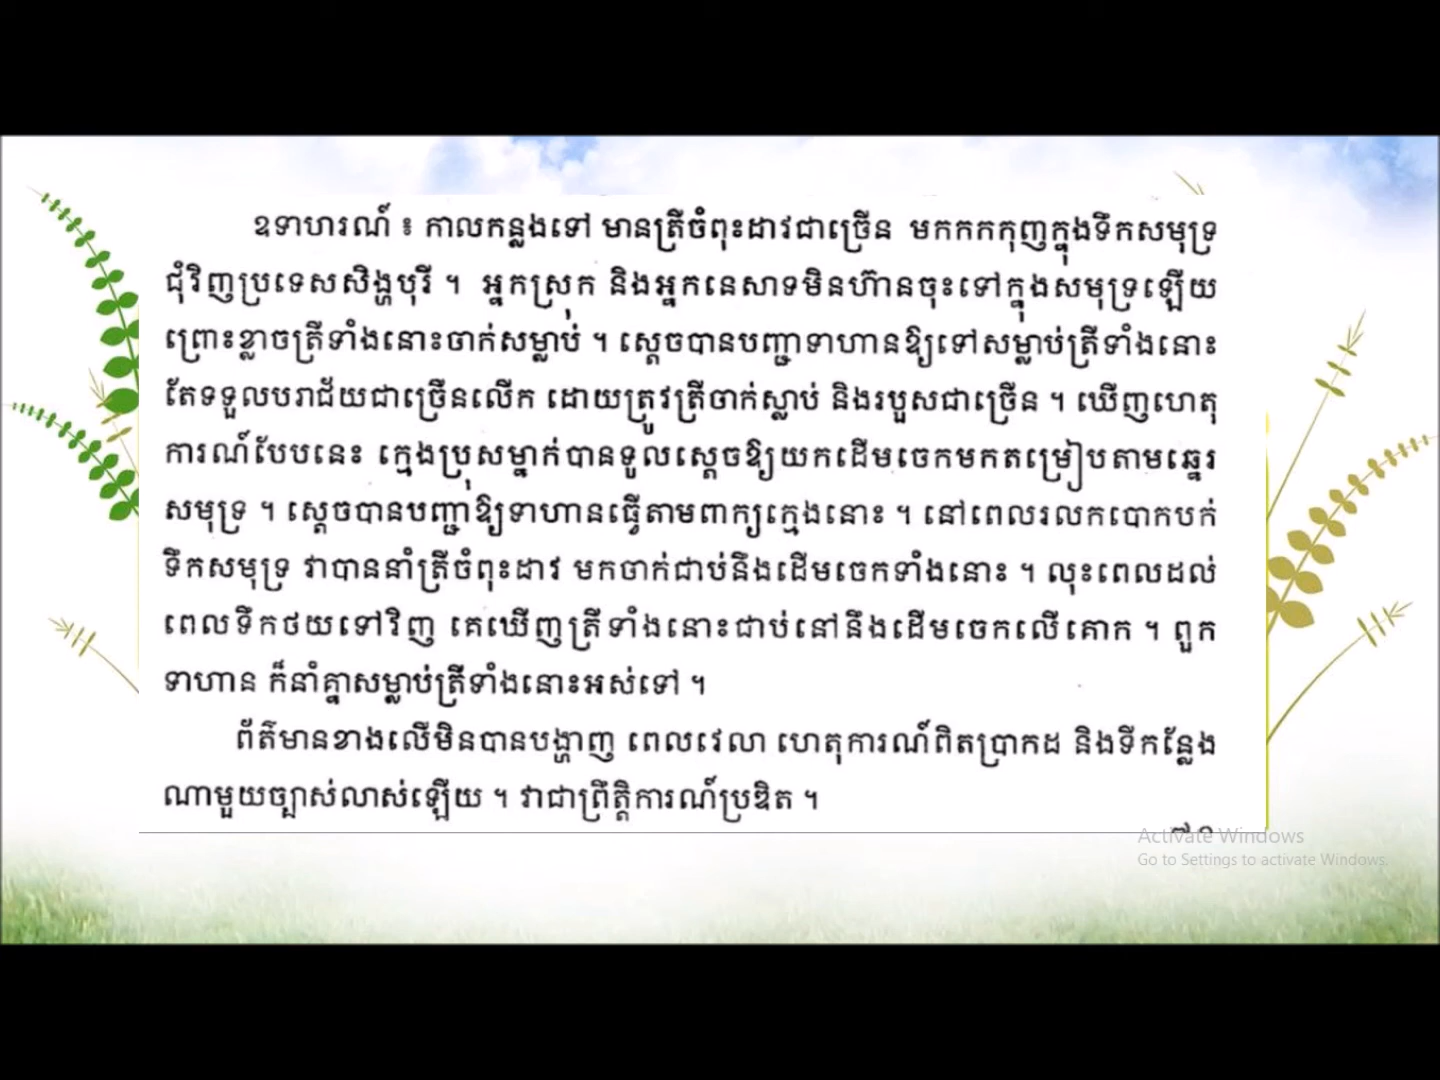 ឧទាហរណ៍ ៖ កាលកន្លងទៅ មានត្រីចំពុះដាវជាច្រើន មកកកកកុញក្នុងទឹកសមុទ្រ
ជុំវិញប្រទេសសិង្ហបុរី ។ អ្នកស្រុក និងអ្នកនេសាទមិនហ៊ានចុះទៅក្នុងសមុទ្រឡើយ
ព្រោះខ្លាចត្រីទាំងនោះចាក់សម្លាប់ ។ ស្ដេចបានបញ្ជាទាហានឱ្យទៅសម្លាប់ត្រីទាំងនោះ
តែទទួលបរាជ័យជាច្រើនលើក ដោយត្រូវត្រីចាក់ស្លាប់ និងរបួសជាច្រើន ។ ឃើញហេតុ
ការណ៍បែបនេះ ក្មេងប្រុសម្នាក់បានទូលស្ដេចឱ្យយកដើមចេកមកតម្រៀបតាមឆ្នេរ
សមុទ្រ ។ ស្ដេចបានបញ្ជាឱ្យទាហានធ្វើតាមពាក្យក្មេងនោះ ។ នៅពេលរលកបោកបក់
ទឹកសមុទ្រ វាបាននាំត្រីចំពុះដាវ មកចាក់ជាប់នឹងដើមចេកទាំងនោះ ។ លុះពេលដល់
ពេលទឹកថយទៅវិញ គេឃើញត្រីទាំងនោះជាប់នៅនឹងដើមចេកលើគោក ។ ពួក
ទាហាន ក៏នាំគ្នាសម្លាប់ត្រីទាំងនោះអស់ទៅ ។
ព័ត៌មានខាងលើមិនបានបង្ហាញ ពេលវេលា ហេតុការណ៍ពិតប្រាកដ និងទីកន្លែង
ណាមួយច្បាស់លាស់ឡើយ ។ វាជាព្រឹត្តិការណ៍ប្រឌិត ។
Activate Windows
Go to Settings to activate Windows.